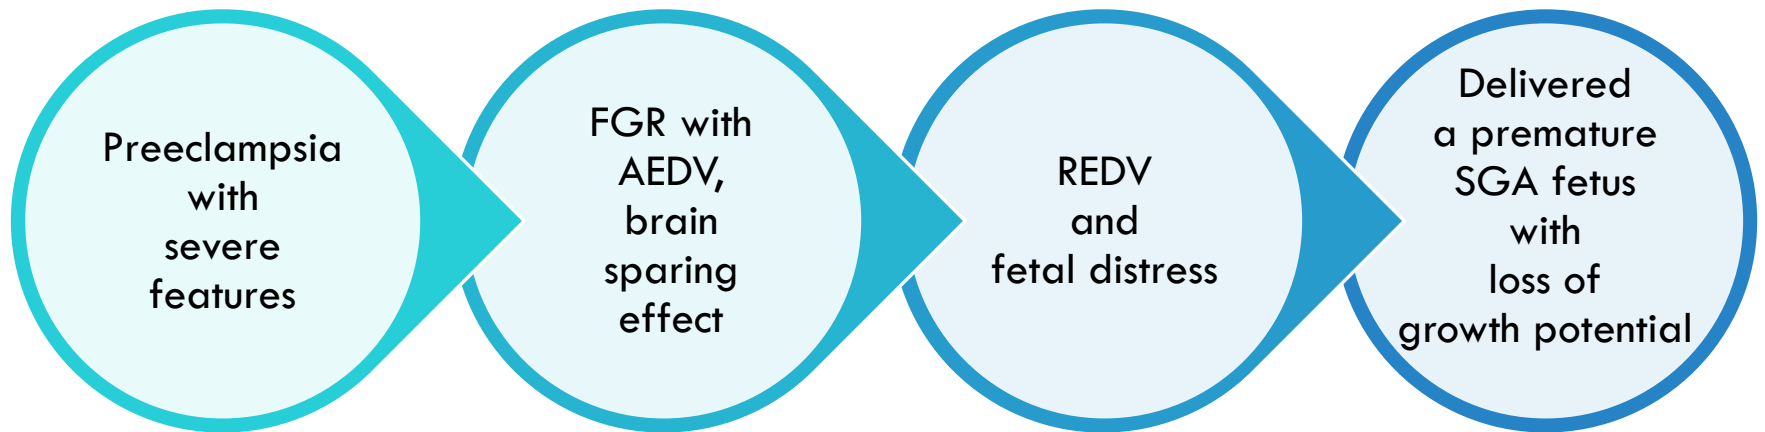 Preeclampsia
with
severe
features
FGR with
AEDV,
brain
sparing
effect
REDV
and
fetal distress
Delivered
a premature
SGA fetus
with
loss of
growth potential